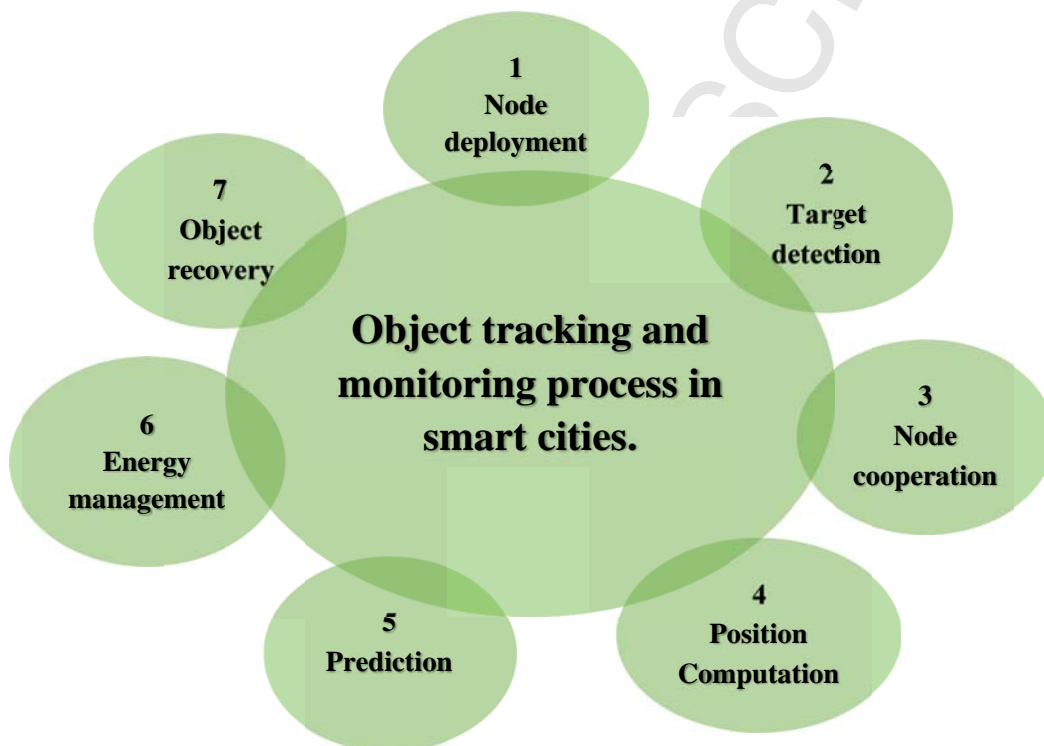 1
Node
deployment
2
Target
detection
3
Node
cooperation
4
Position
Computation
5
Prediction
6
Energy
management
7
Object
recovery
Object tracking and
monitoring process in
smart cities.